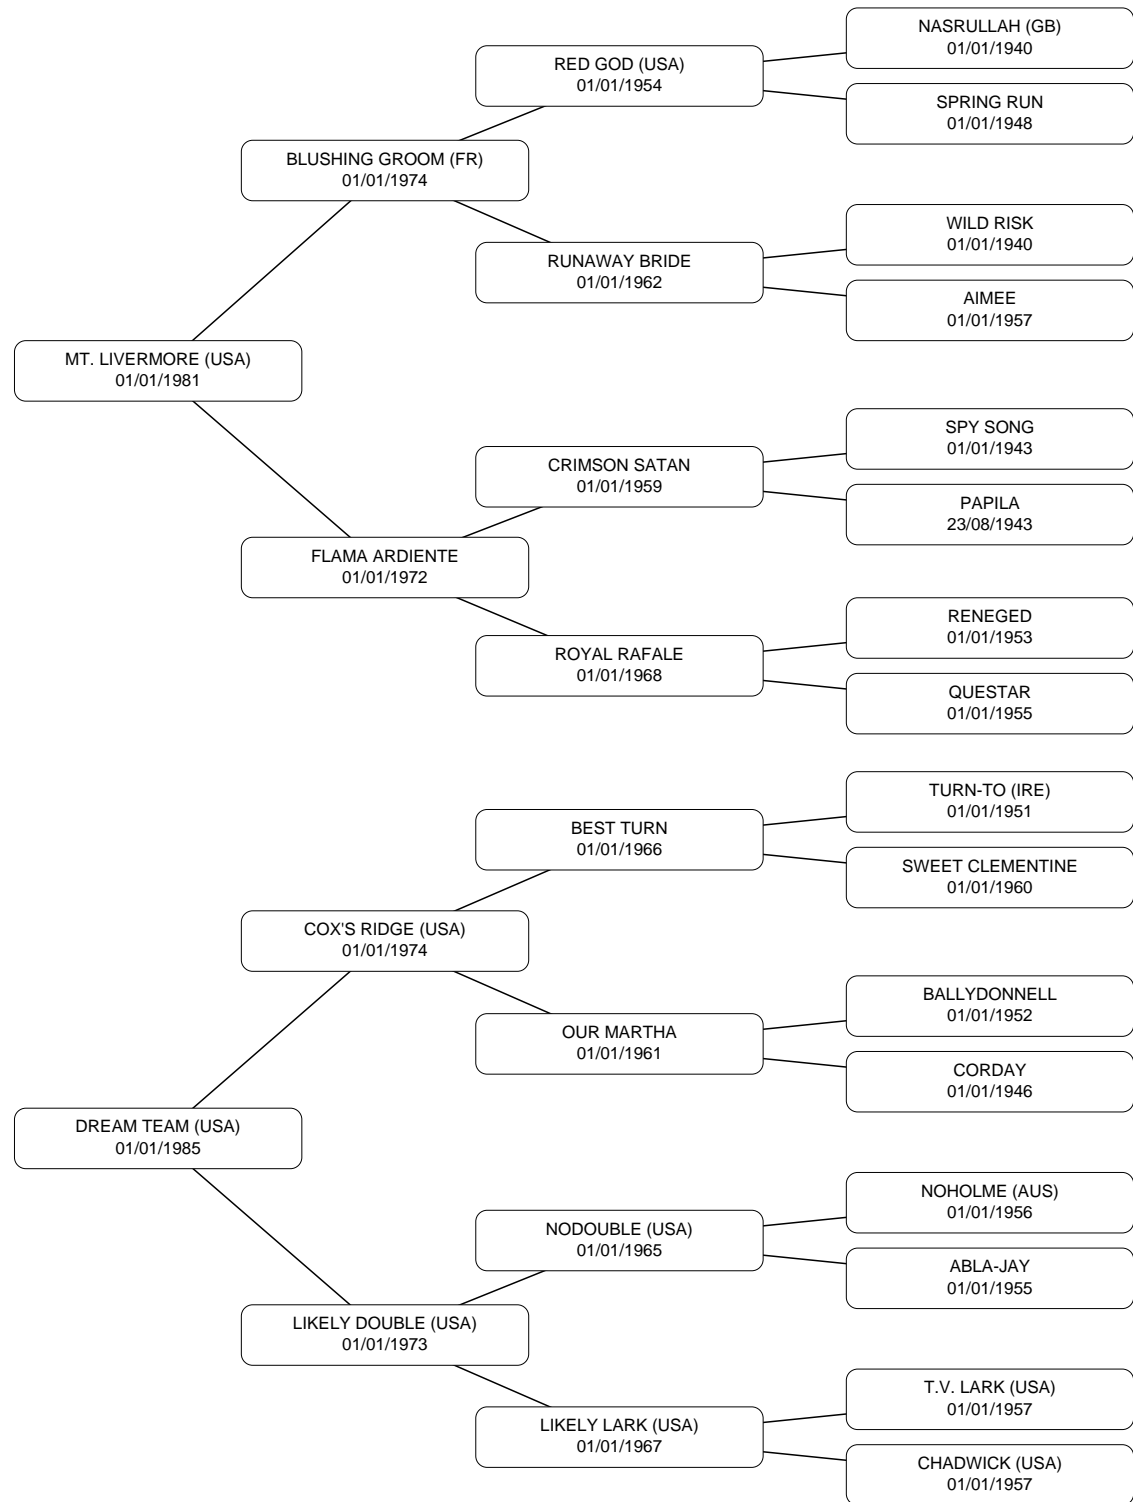 NASRULLAH (GB)
01/01/1940
RED GOD (USA)
01/01/1954
SPRING RUN
01/01/1948
BLUSHING GROOM (FR)
01/01/1974
WILD RISK
01/01/1940
RUNAWAY BRIDE
01/01/1962
AIMEE
01/01/1957
MT. LIVERMORE (USA)
01/01/1981
SPY SONG
01/01/1943
CRIMSON SATAN
01/01/1959
PAPILA
23/08/1943
FLAMA ARDIENTE
01/01/1972
RENEGED
01/01/1953
ROYAL RAFALE
01/01/1968
QUESTAR
01/01/1955
TURN-TO (IRE)
01/01/1951
BEST TURN
01/01/1966
SWEET CLEMENTINE
01/01/1960
COX'S RIDGE (USA)
01/01/1974
BALLYDONNELL
01/01/1952
OUR MARTHA
01/01/1961
CORDAY
01/01/1946
DREAM TEAM (USA)
01/01/1985
NOHOLME (AUS)
01/01/1956
NODOUBLE (USA)
01/01/1965
ABLA-JAY
01/01/1955
LIKELY DOUBLE (USA)
01/01/1973
T.V. LARK (USA)
01/01/1957
LIKELY LARK (USA)
01/01/1967
CHADWICK (USA)
01/01/1957